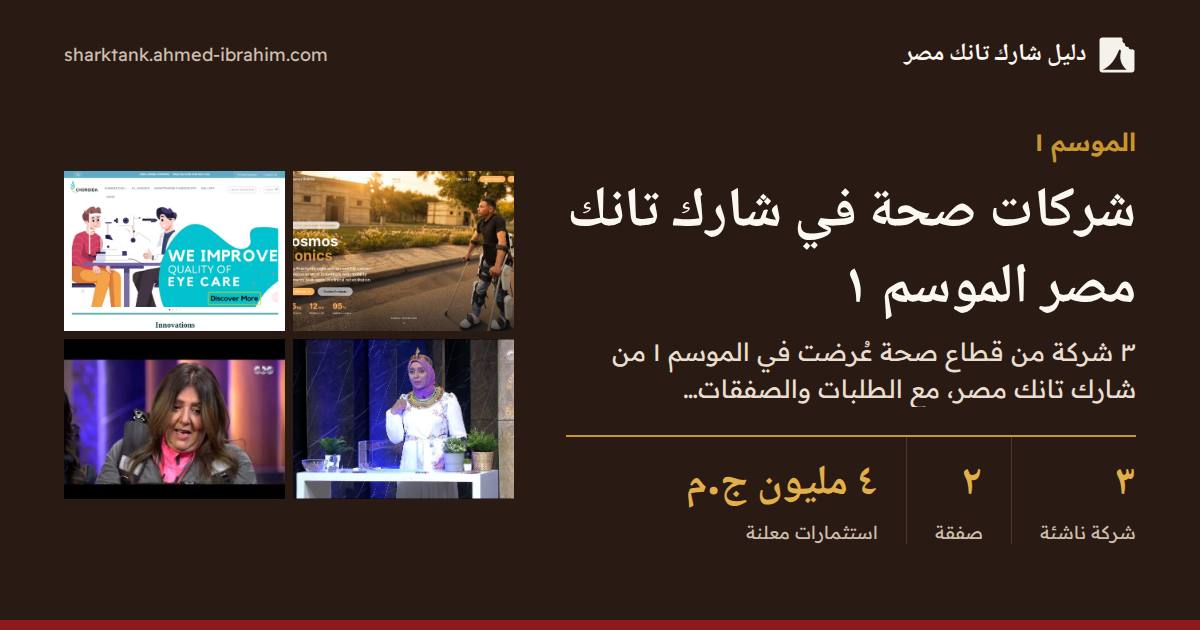 دليل شارك تانك مصر
sharktank.ahmed-ibrahim.com
الموسم ١
شركات صحة في شارك تانك
مصر الموسم ١
٣ شركة من قطاع صحة عُرضت في الموسم ١ من
شارك تانك مصر، مع الطلبات والصفقات...
٣
شركة ناشئة
٢
صفقة
٤ مليون ج.م
استثمارات معلنة
WE IMPROVE
QUALITY OF
EYE CARE
Discover More
Innovations
osmos
onics
12
95